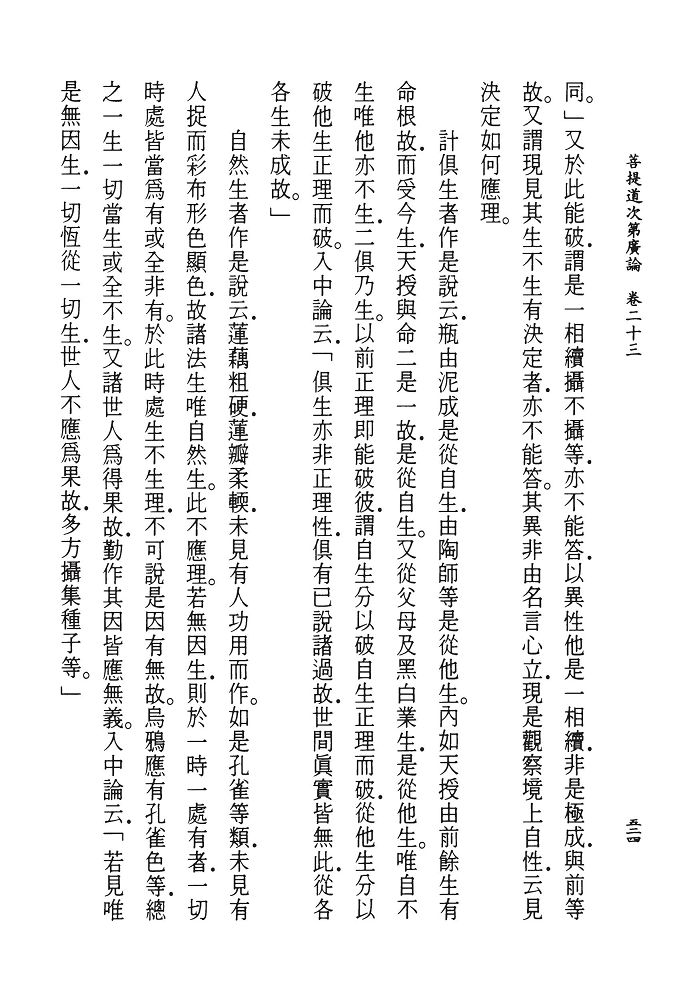 菩提道次第廣論　卷二十三
五三四
同。」又於此能破．謂是一相續攝不攝等．亦不能答．以異性他是一相續．非是極成．與前等
故。又謂現見其生不生有決定者．亦不能答。其異非由名言心立．現是觀察境上自性．云見
決定如何應理。
計俱生者作是說云．瓶由泥成是從自生．由陶師等是從他生。內如天授由前餘生有
命根故．而受今生．天授與命二是一故．是從自生。又從父母及黑白業生．是從他生。唯自不
生唯他亦不生．二俱乃生。以前正理即能破彼．謂自生分以破自生正理而破．從他生分以
破他生正理而破。入中論云．「俱生亦非正理性．俱有已說諸過故．世間眞實皆無此．從各
各生未成故。」
自然生者作是說云．蓮藕粗硬．蓮瓣柔輭．未見有人功用而作。如是孔雀等類．未見有
人捉而彩布形色顯色．故諸法生唯自然生。此不應理。若無因生．則於一時一處有者．一切
時處皆當爲有或全非有。於此時處生不生理．不可說是因有無故。烏鴉應有孔雀色等．總
之一生一切當生或全不生。又諸世人爲得果故．勤作其因皆應無義。入中論云．「若見唯
是無因生．一切恆從一切生．世人不應爲果故．多方攝集種子等。」